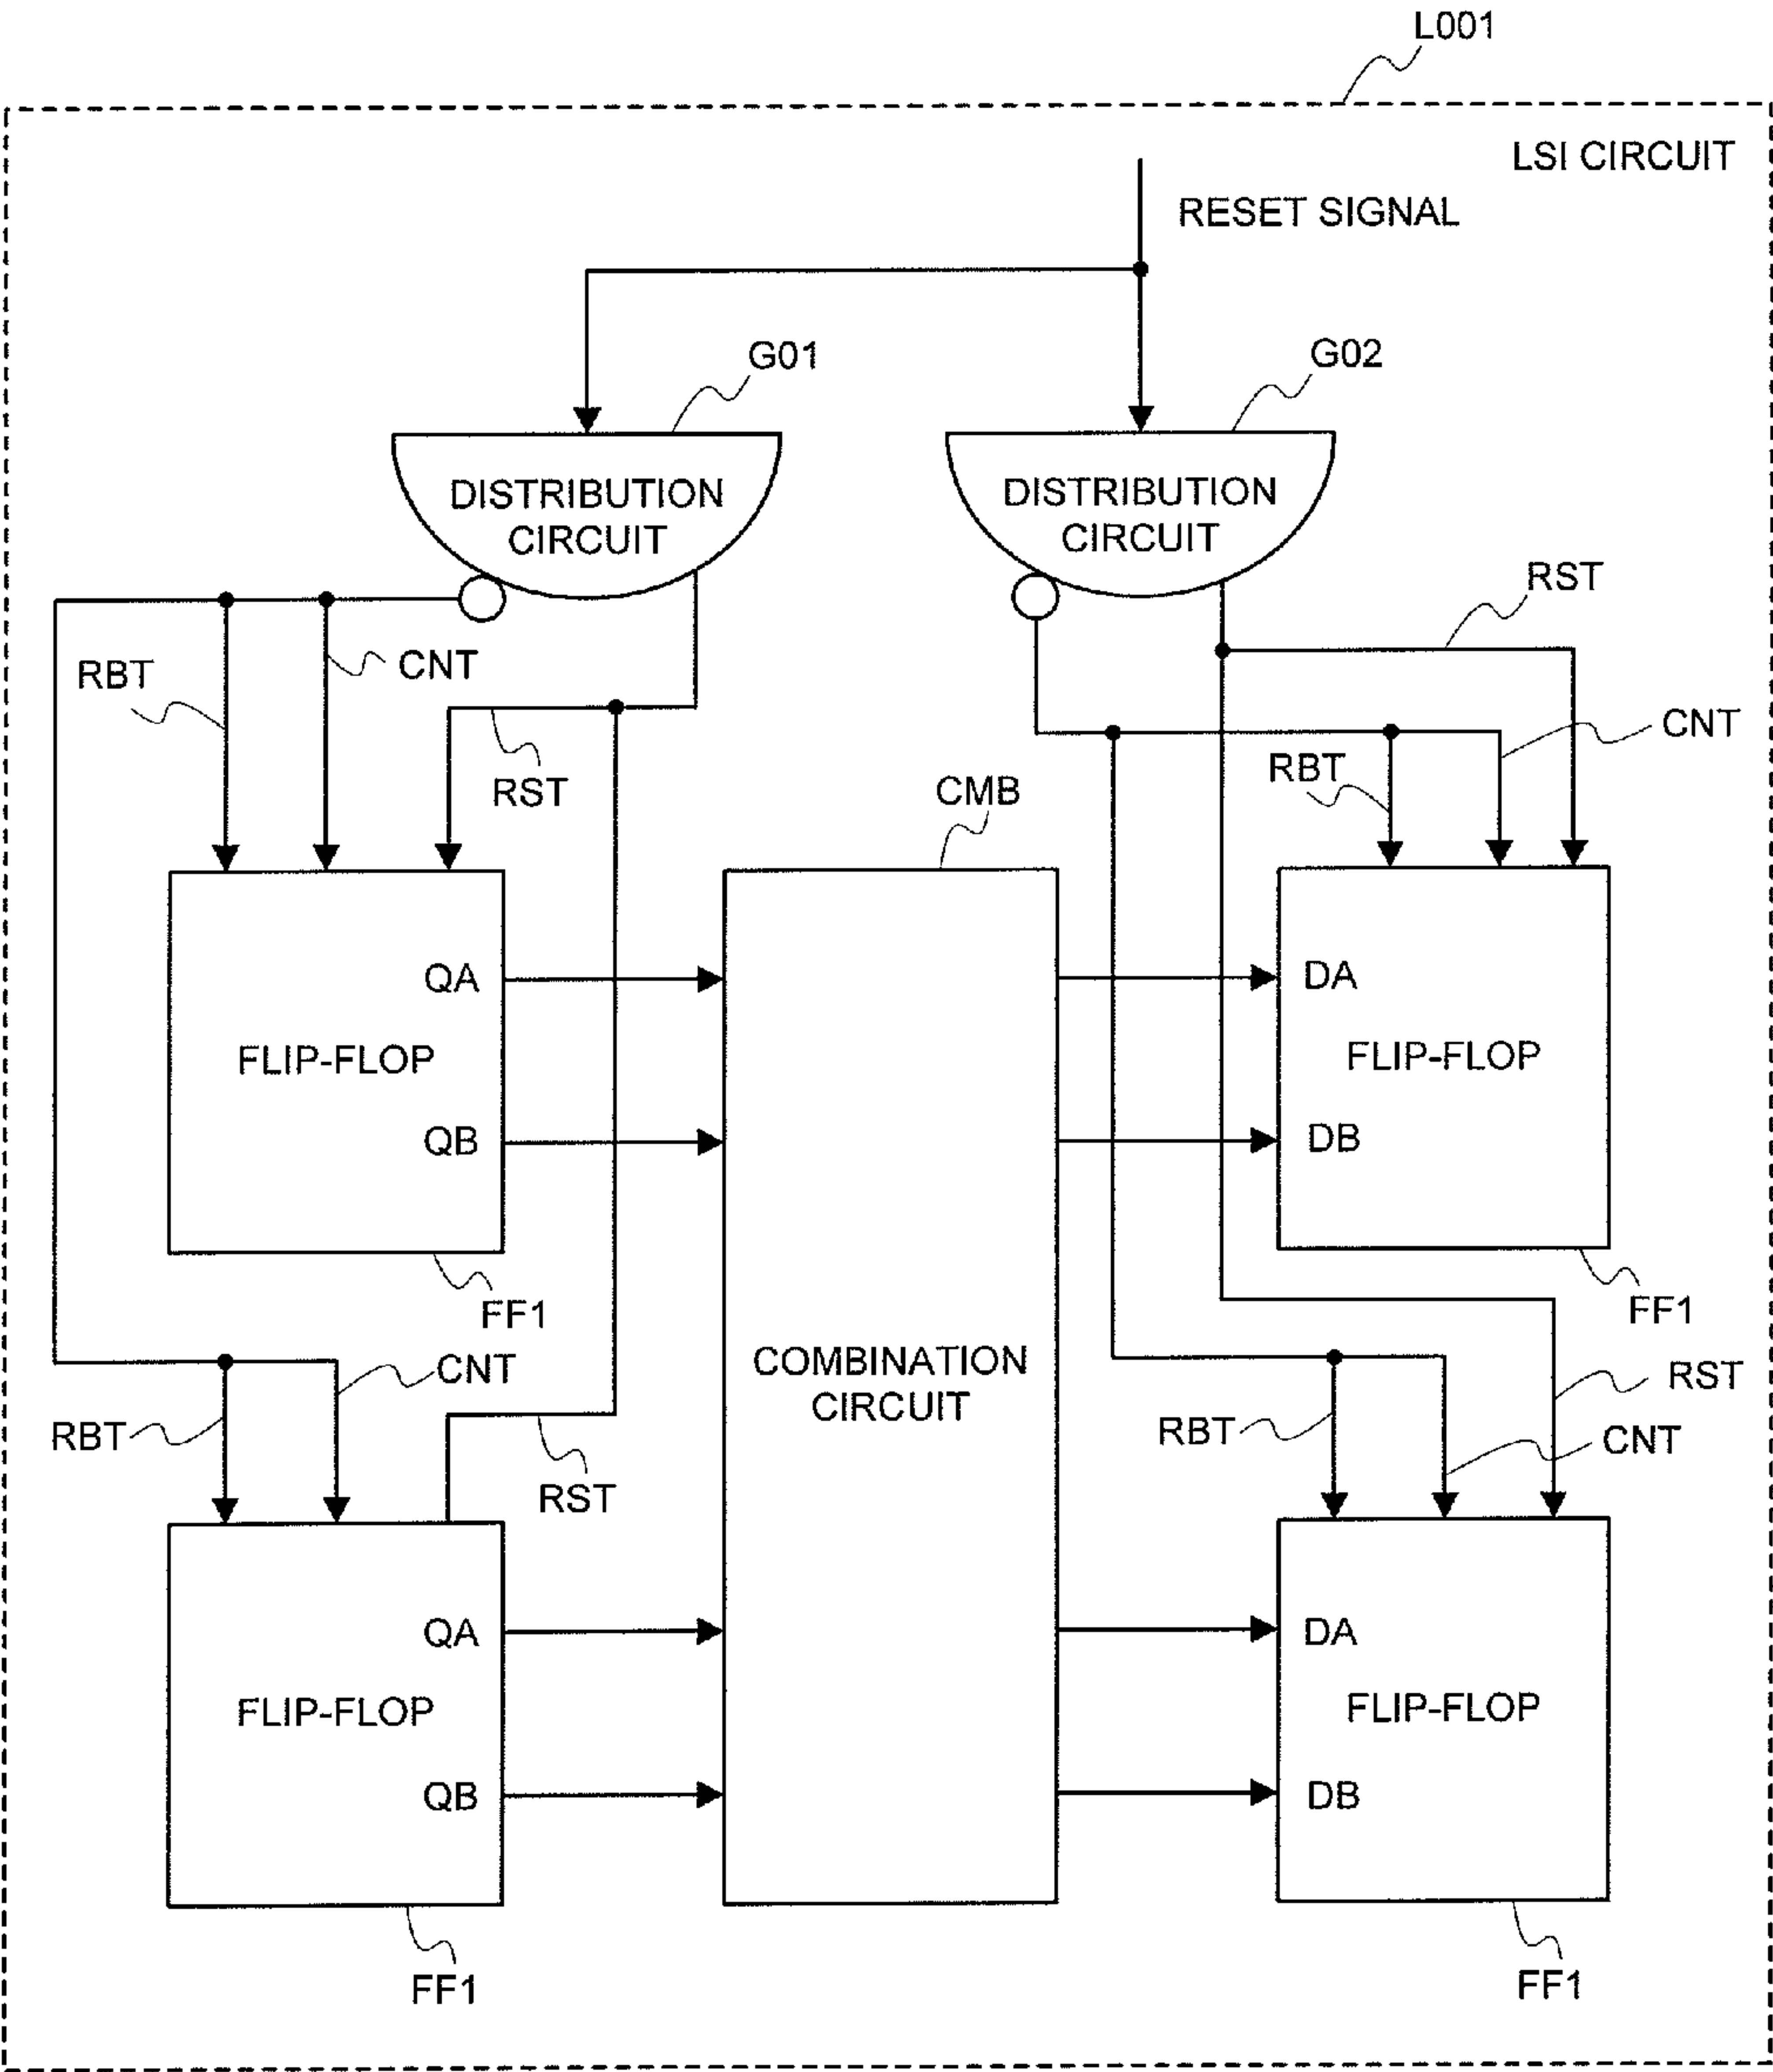 L001
LSI CIRCUIT
RESET SIGNAL
G01
G02
DISTRIBUTION
CIRCUIT
DISTRIBUTION
CIRCUIT
RST
RBT
CNT
CNT
RST
RBT
CMB
QA
DA
FLIP-FLOP
FLIP-FLOP
QB
DB
FF1
FF1
CNT
COMBINATION
CIRCUIT
RST
RBT
RBT
CNT
RST
QA
DA
FLIP-FLOP
FLIP-FLOP
QB
DB
FF1
FF1